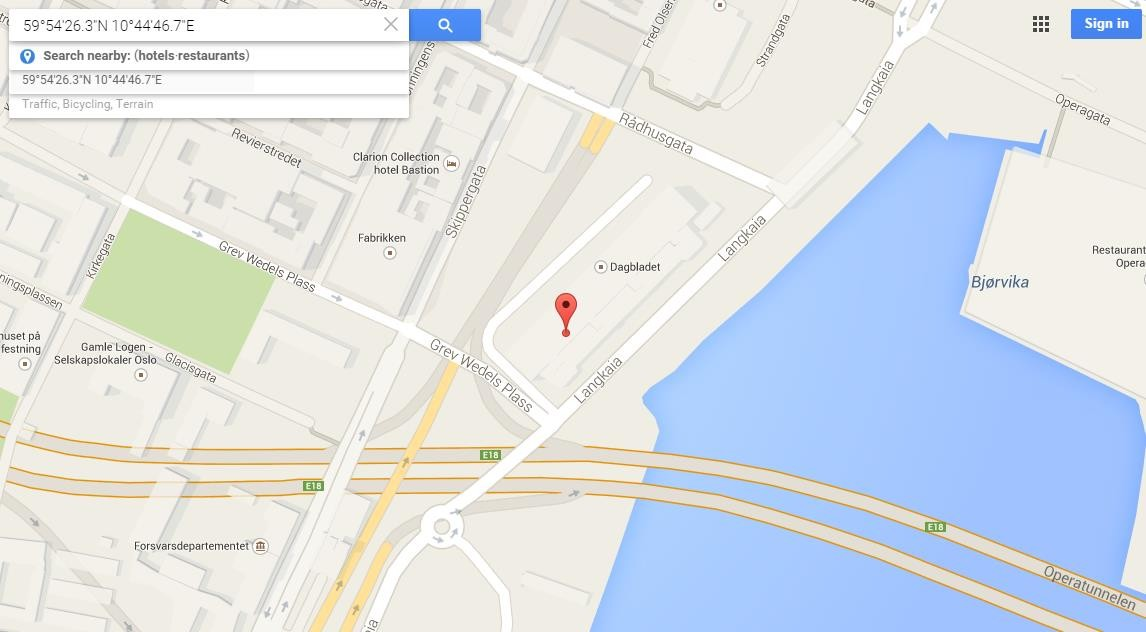 59°54'26.3"N 10°44'46.7"E
Search nearby: (hotels·restaurants)
59°54'26.3"N 10°44'46.7"E
Traffic, Bicycling, Terrain
Sign in
Fred Olsen
Strandgata
Langkaia
Operagata
Rådhusgata
Revierstredet
Clarion Collection
hotel Bastion
Skippergata
Kirkegata
Grev Wedels Plass
Fabrikken
Dagbladet
Langkaia
Restaurant
Opera
Bjørvika
Gamle Logen -
Selskapslokaler Oslo
Glacisgata
festning
Grev Wedels Plass
Langkaia
E18
E18
E18
Forsvarsdepartementet
Operatunnelen